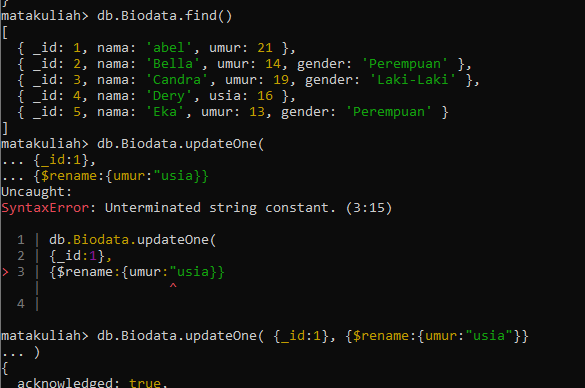 }
matakuliah> db.Biodata.find()
[
  { _id: 1, nama: 'abel', umur: 21 },
  { _id: 2, nama: 'Bella', umur: 14, gender: 'Perempuan' },
  { _id: 3, nama: 'Candra', umur: 19, gender: 'Laki-Laki' },
  { _id: 4, nama: 'Dery', usia: 16 },
  { _id: 5, nama: 'Eka', umur: 13, gender: 'Perempuan' }
]
matakuliah> db.Biodata.updateOne(
... {_id:1},
... {$rename:{umur:"usia}}
Uncaught:
SyntaxError: Unterminated string constant. (3:15)
  1 | db.Biodata.updateOne(
  2 | {_id:1},
> 3 | {$rename:{umur:"usia}}
    |                ^
  4 |
matakuliah> db.Biodata.updateOne( {_id:1}, {$rename:{umur:"usia"}}
... )
{
  acknowledged: true,